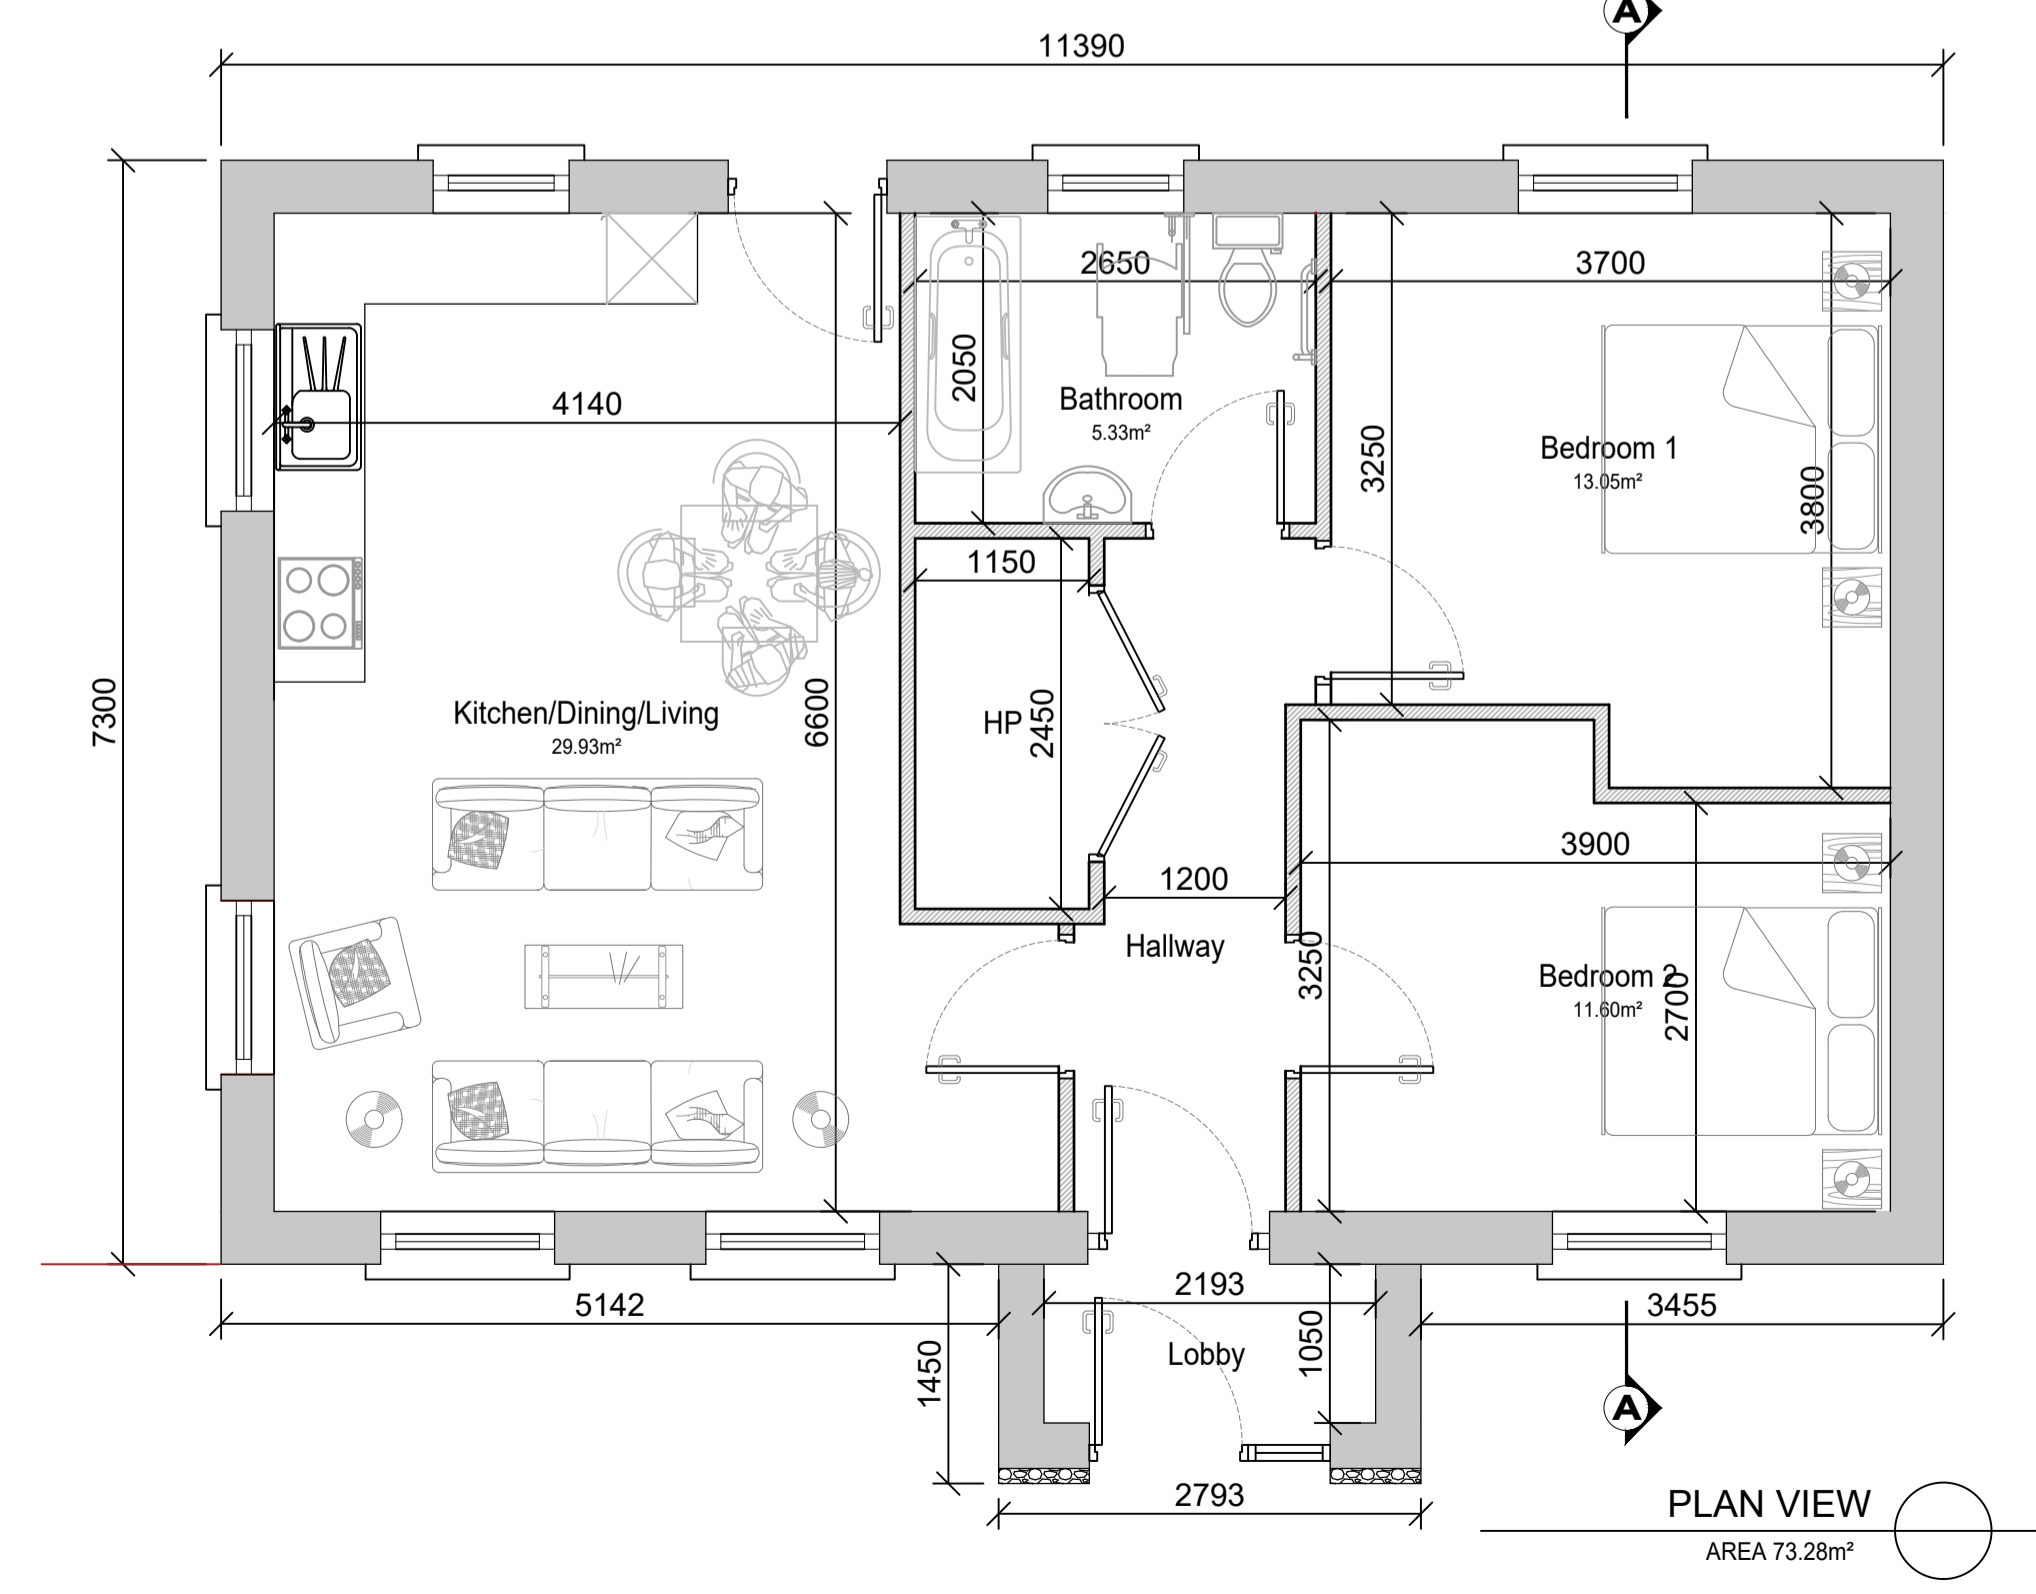 A
11390
2650
3700
2050
4140
Bathroom
5.33m²
3250
Bedroom 1
13.05m²
3800
1150
7300
Kitchen/Dining/Living
29.93m²
6600
HP
2450
3900
1200
Hallway
3250
Bedroom 2
11.60m²
2700
2193
5142
3455
1450
Lobby
1050
A
2793
PLAN VIEW
AREA 73.28m²